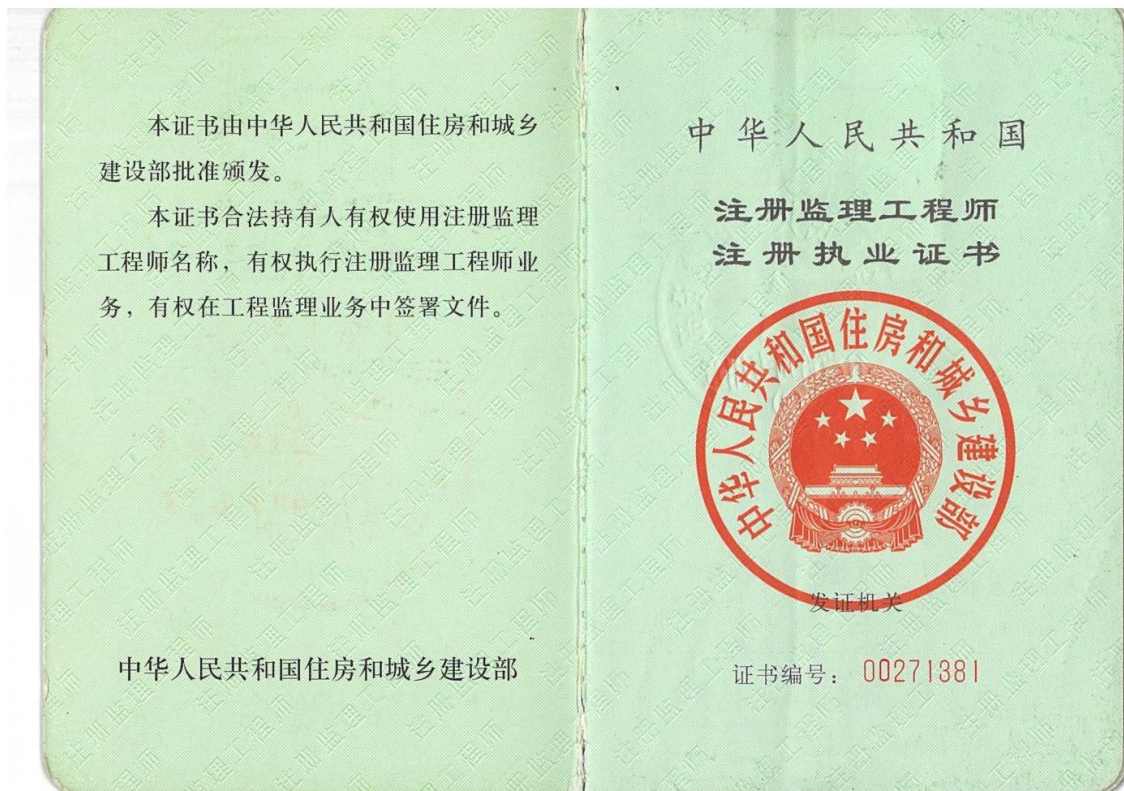 本证书由中华人民共和国住房和城乡
建设部批准颁发。
本证书合法持有人有权使用注册监理
工程师名称，有权执行注册监理工程师业
务，有权在工程监理业务中签署文件。
中华人民共和国住房和城乡建设部
中华人民共和国
注册监理工程师
注册执业证书
中华人民共和国住房和城乡建设部
发证机关
证书编号：00271381